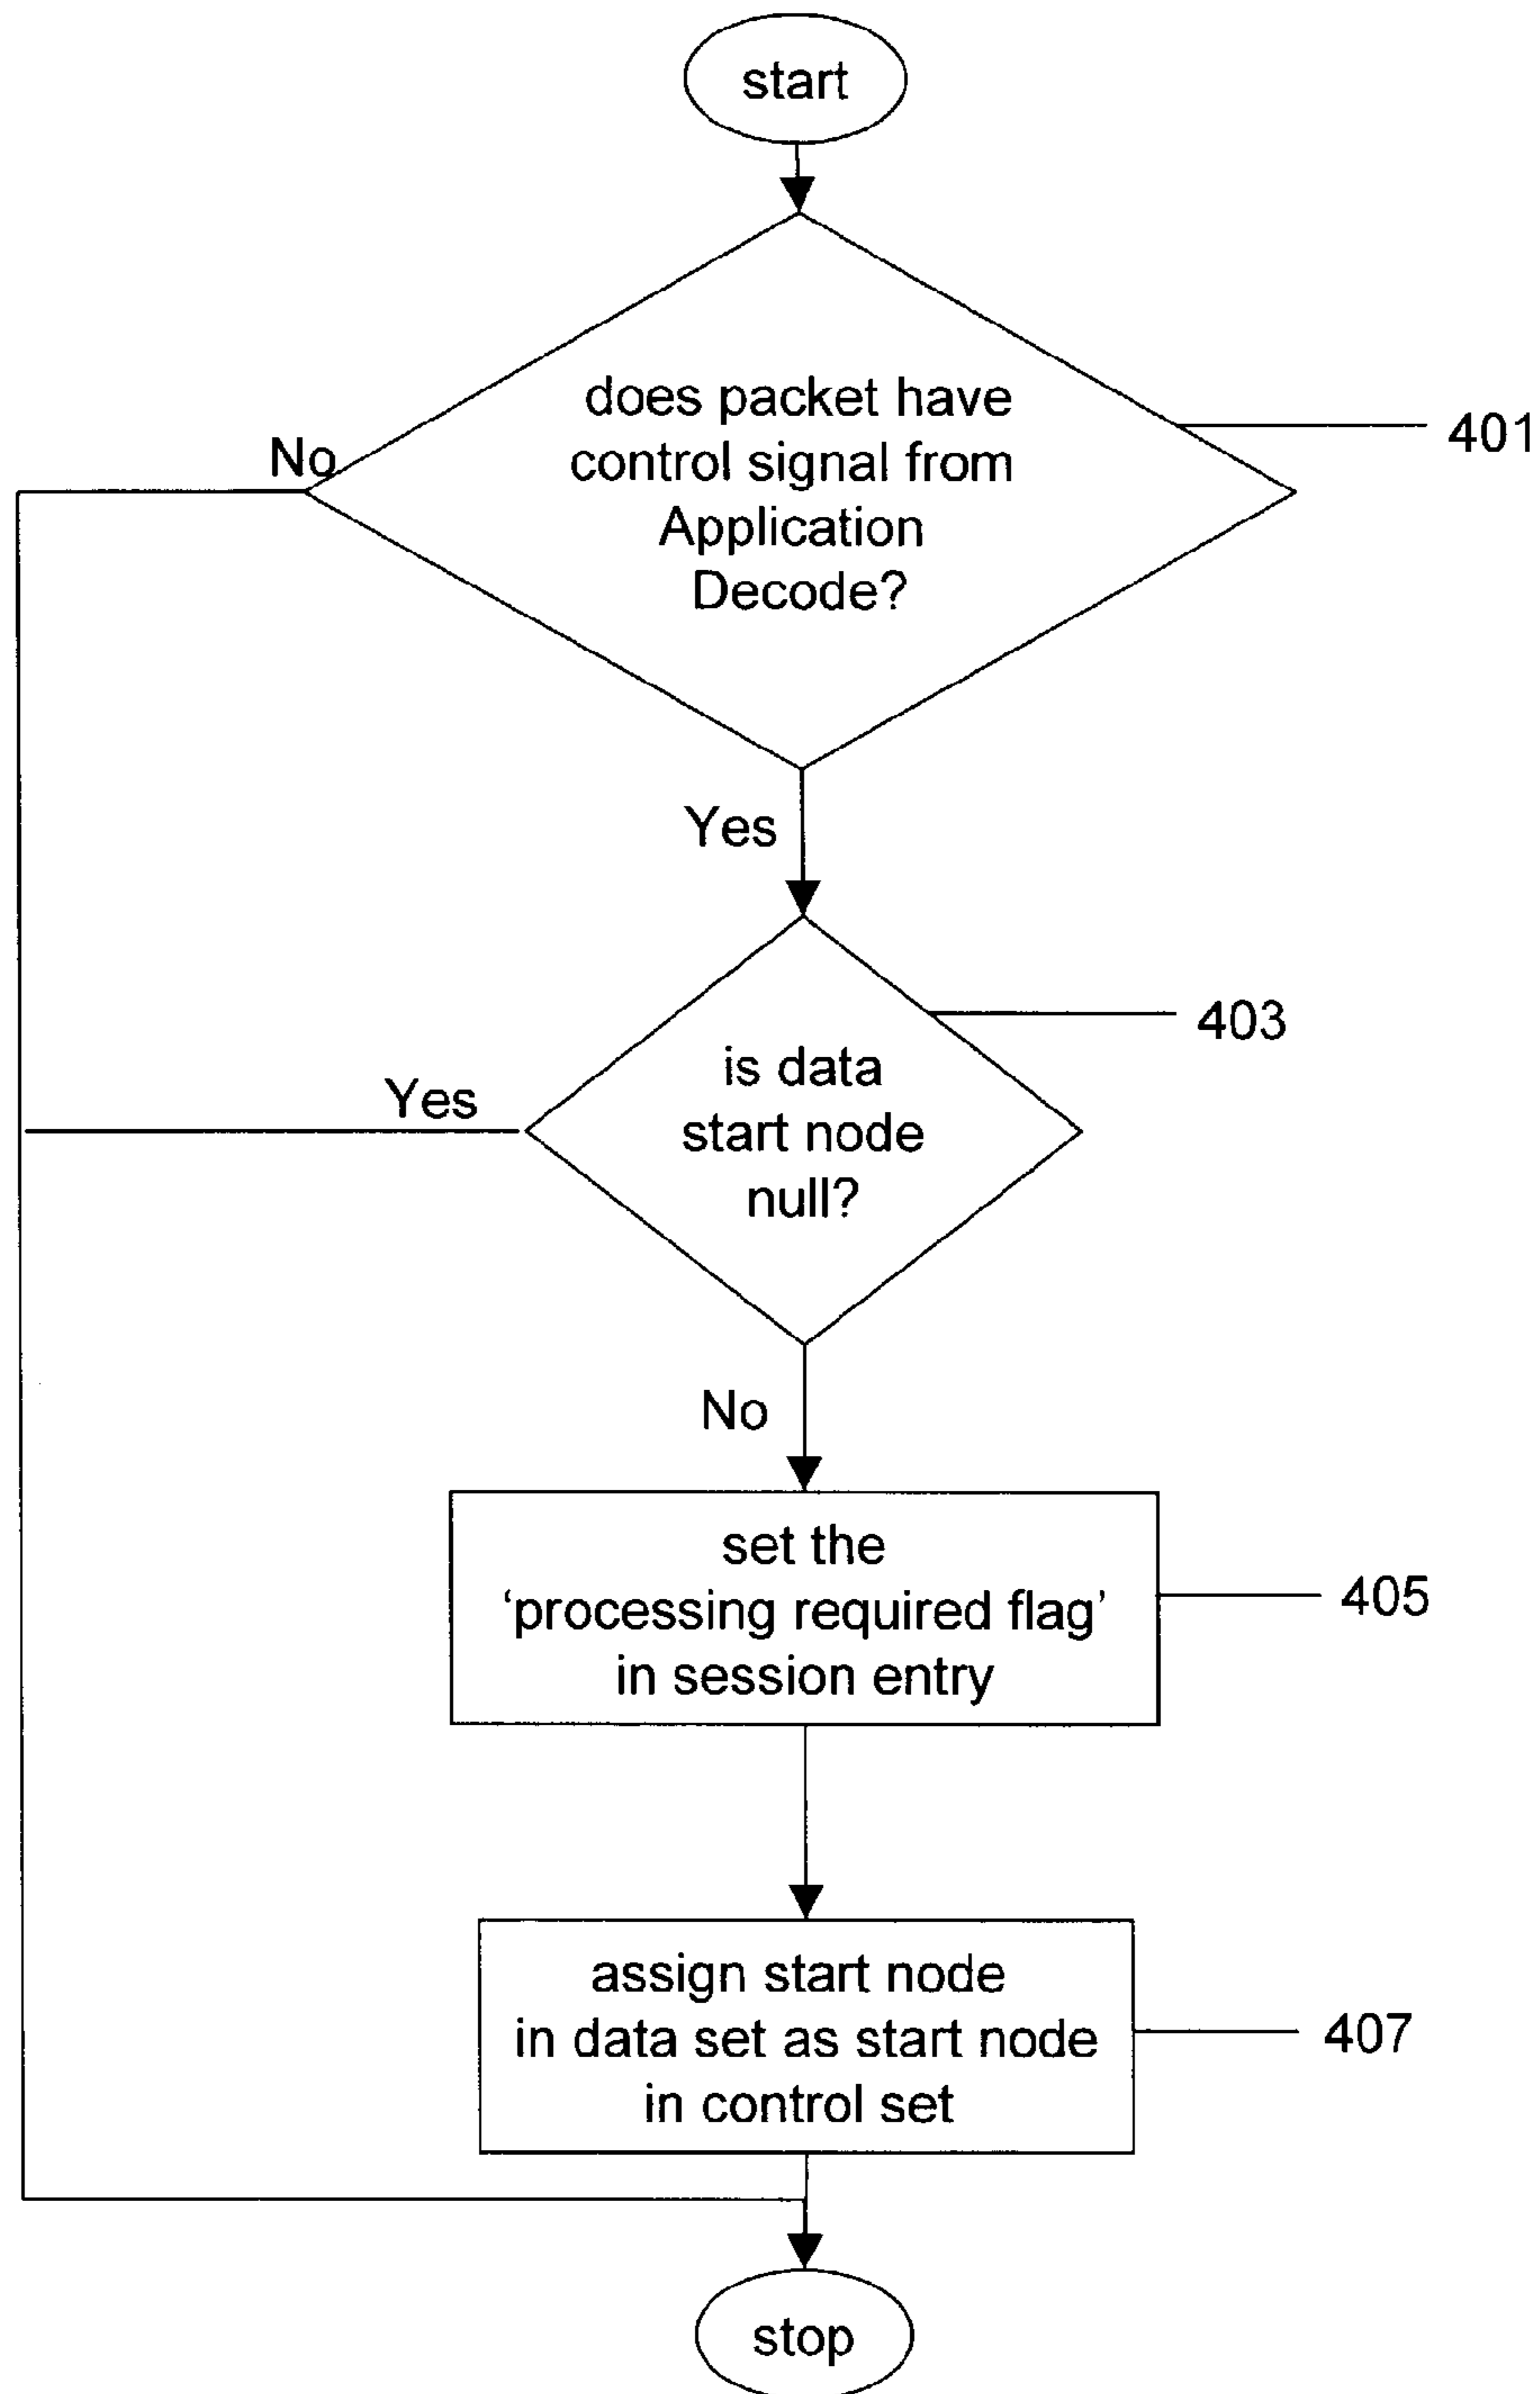 start
does packet have
control signal from
Application
Decode?
401
No
Yes
403
is data
start node
null?
Yes
No
set the
‘processing required flag’
in session entry
405
assign start node
in data set as start node
in control set
407
stop